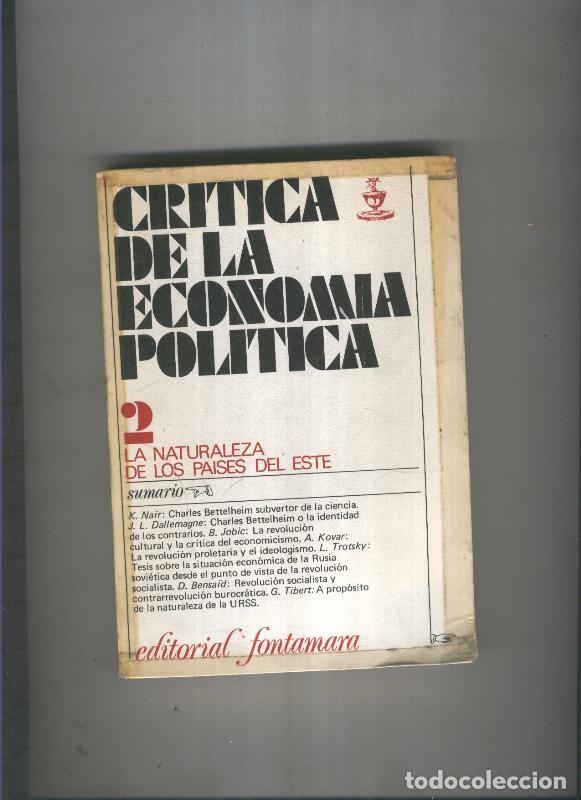 CRITICA
DE LA
ECONOMIA
POLITICA
2
LA NATURALEZA
DE LOS PAISES DEL ESTE
sumario
K. Naïr: Charles Bettelheim subvertor de la ciencia.
J. L. Dallemagne: Charles Bettelheim o la identidad
de los contrarios. B. Jobic: La revolución
cultural y la crítica del economicismo. A. Kovar:
La revolución proletaria y el ideologismo. L. Trotsky:
Tesis sobre la situación económica de la Rusia
soviética desde el punto de vista de la revolución
socialista. D. Bensaid: Revolución socialista y
contrarrevolución burocrática. G. Tibert: A propósito
de la naturaleza de la URSS.
editorial fontamara
todocoleccion